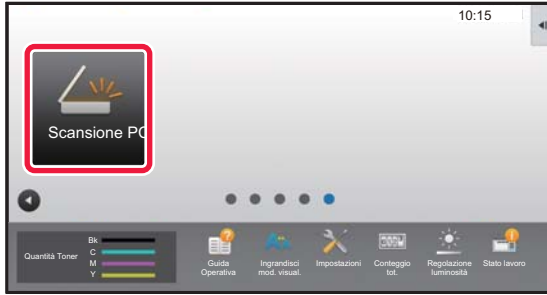 10:15
Scansione PC
Bk
Quantità Toner
C
M
Y
Guida
Operativa
Ingrandisci
mod. visual.
Impostazioni
Conteggio
tot.
Regolazione
luminosità
Stato lavoro